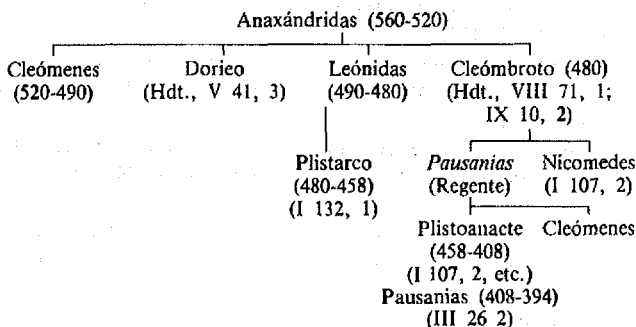 Anaxándridas (560-520)
Cleómenes Dorieo Leónidas Cleómbroto (480)
(520-490) (Hdt., V 41, 3) (490-480) (Hdt., VIII 71, 1;
IX 10, 2)
Plistarco Pausanias Nicomedes
(480-458) (Regente) (I 107, 2)
(I 132, 1)
Plistoanacte Cleómenes
(458-408)
(I 107, 2, etc.)
Pausanias (408-394)
(III 26 2)